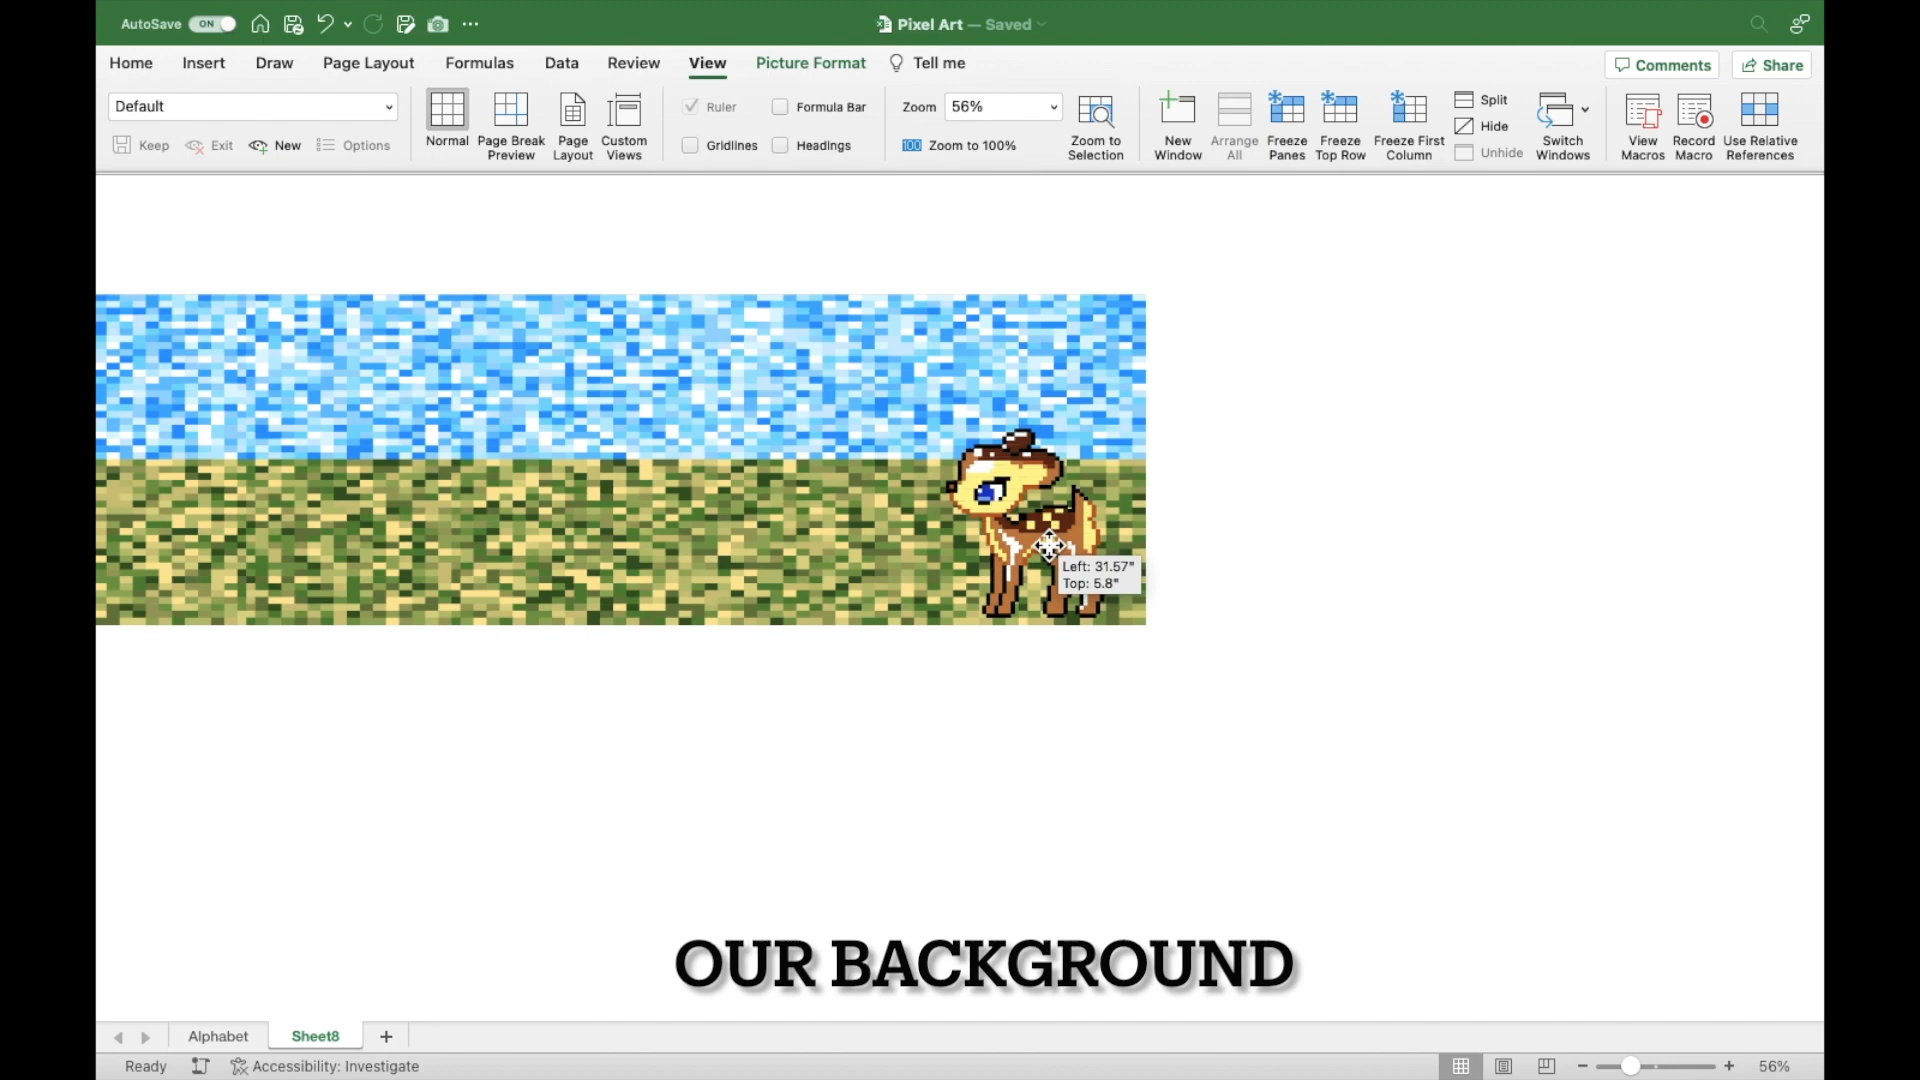 AutoSave ON ... Pixel Art — Saved
Home Insert Draw Page Layout Formulas Data Review View Picture Format Tell me Comments Share
Default
Keep Exit New Options
Normal
Page Break Preview
Page Layout
Custom Views
Ruler Formula Bar
Gridlines Headings
Zoom 56%
100 Zoom to 100%
Zoom to Selection
New Window
Arrange All
Freeze Panes
Freeze Top Row
Freeze First Column
Split
Hide
Unhide
Switch Windows
View Macros
Record Macro
Use Relative References
Left: 31.57"
Top: 5.8"
OUR BACKGROUND
Alphabet Sheet8 +
Ready Accessibility: Investigate − + 56%